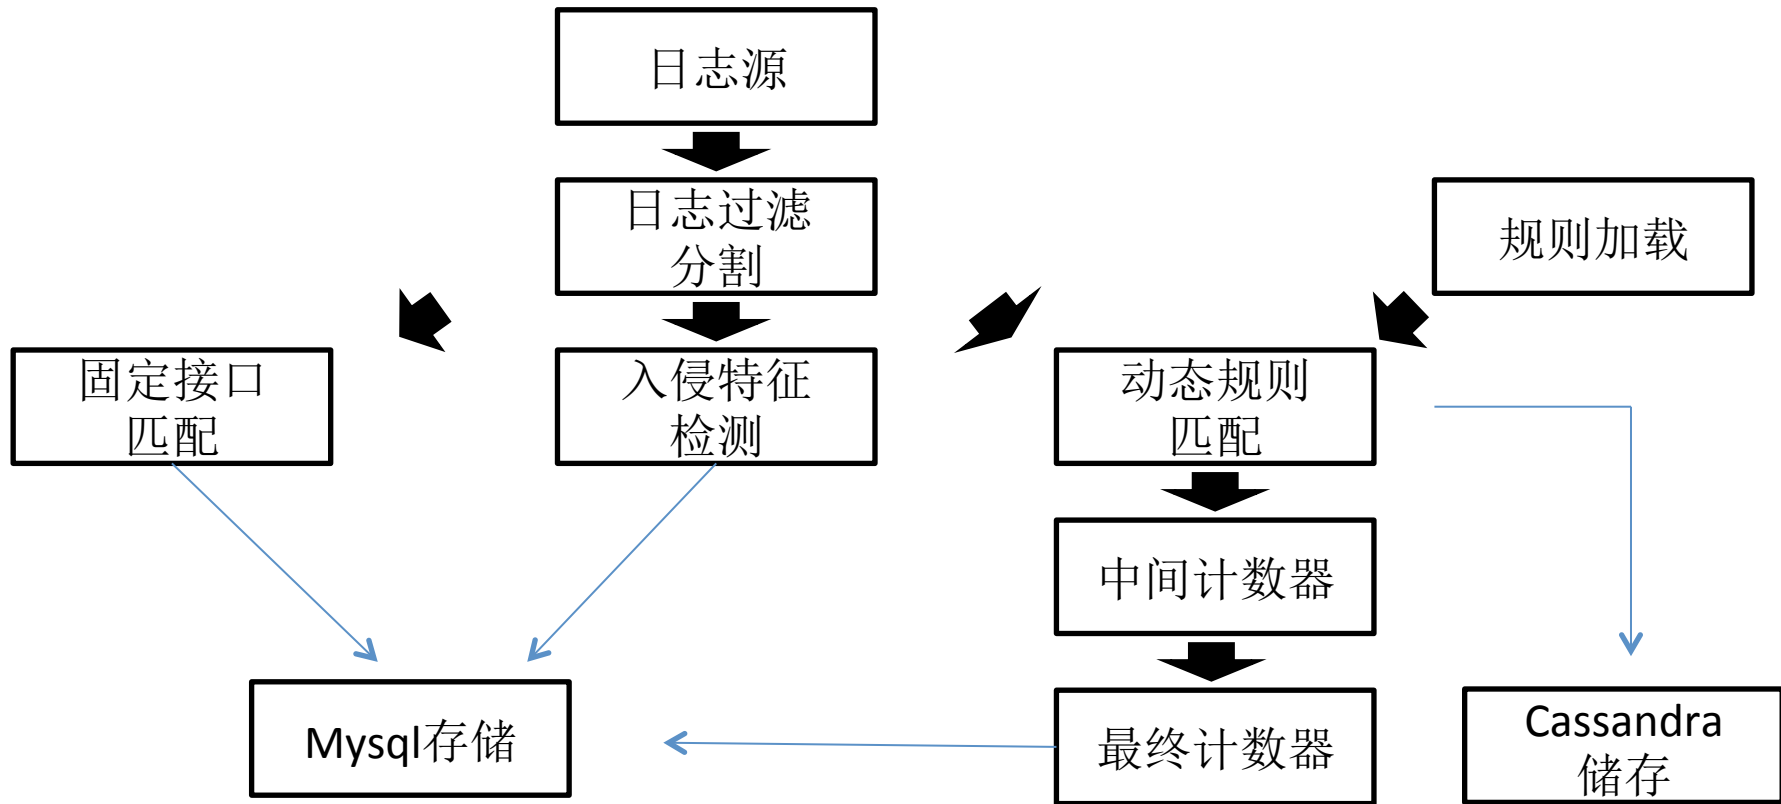 日志源
日志过滤
分割
规则加载
固定接口
匹配
入侵特征
检测
动态规则
匹配
中间计数器
Mysql存储
最终计数器
Cassandra
储存